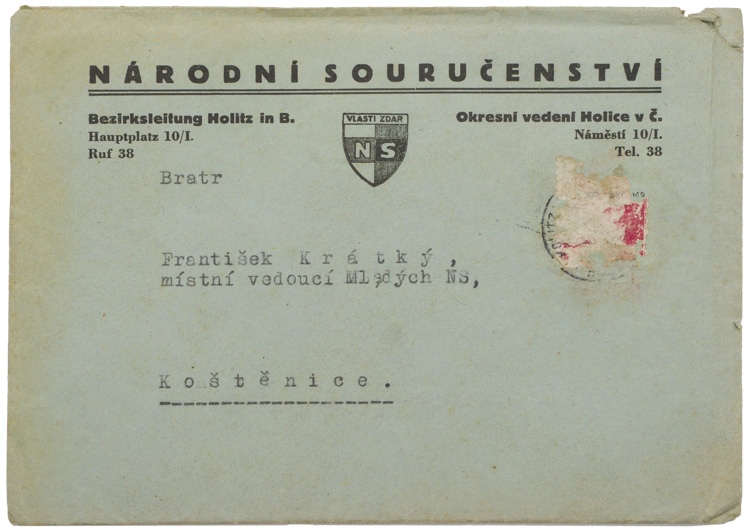 NÁRODNÍ SOURUČENSTVÍ
Bezirksleitung Holitz in B.
Hauptplatz 10/I.
Ruf 38
VLASTI ZDAR
NS
Okresní vedení Holice v Č.
Náměstí 10/I.
Tel. 38
Bratr
František Krátký,
místní vedoucí Mladých NS,
Koštěnice.